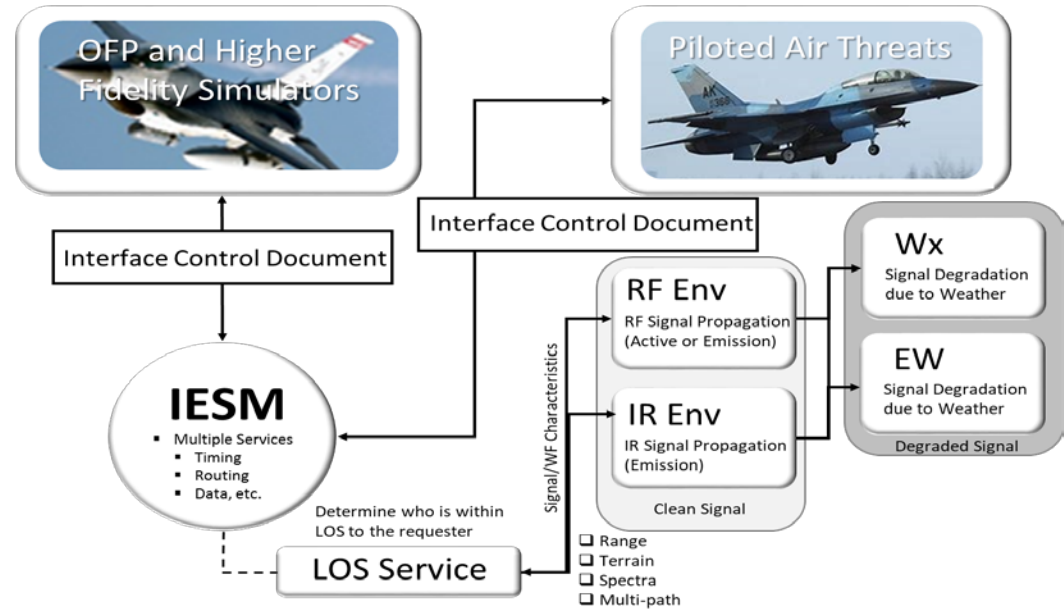 OFP and Higher
Fidelity Simulators
Piloted Air Threats
AK
Interface Control Document
Interface Control Document
IESM
▪ Multiple Services
▪ Timing
▪ Routing
▪ Data, etc.
Determine who is within
LOS to the requester
LOS Service
Signal/WF Characteristics
RF Env
RF Signal Propagation
(Active or Emission)
IR Env
IR Signal Propagation
(Emission)
Clean Signal
❑ Range
❑ Terrain
❑ Spectra
❑ Multi-path
Wx
Signal Degradation
due to Weather
EW
Signal Degradation
due to Weather
Degraded Signal